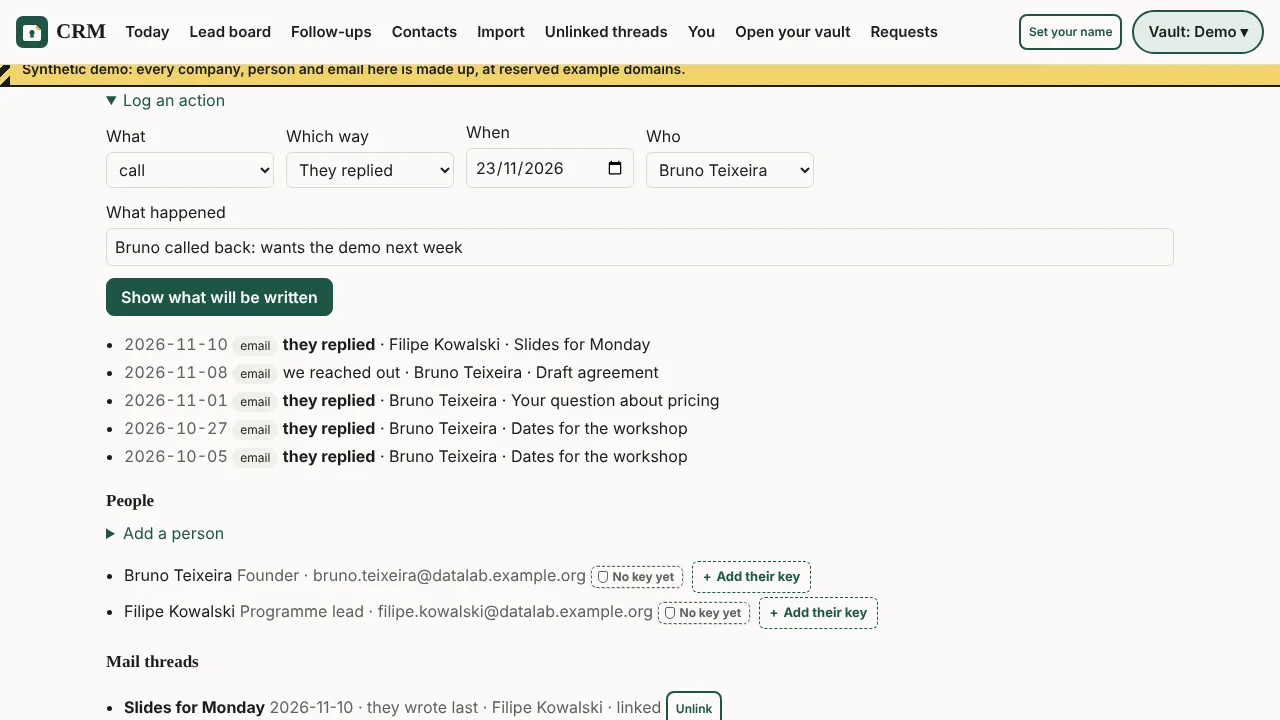 CRM Today Lead board Follow-ups Contacts Import Unlinked threads You Open your vault Requests Set your name Vault: Demo ▾
Synthetic demo: every company, person and email here is made up, at reserved example domains.
▼ Log an action
What Which way When Who
call They replied 23/11/2026 Bruno Teixeira
What happened
Bruno called back: wants the demo next week
Show what will be written
• 2026-11-10 email they replied · Filipe Kowalski · Slides for Monday
• 2026-11-08 email we reached out · Bruno Teixeira · Draft agreement
• 2026-11-01 email they replied · Bruno Teixeira · Your question about pricing
• 2026-10-27 email they replied · Bruno Teixeira · Dates for the workshop
• 2026-10-05 email they replied · Bruno Teixeira · Dates for the workshop
People
▶ Add a person
• Bruno Teixeira Founder · bruno.teixeira@datalab.example.org No key yet + Add their key
• Filipe Kowalski Programme lead · filipe.kowalski@datalab.example.org No key yet + Add their key
Mail threads
• Slides for Monday 2026-11-10 · they wrote last · Filipe Kowalski · linked Unlink